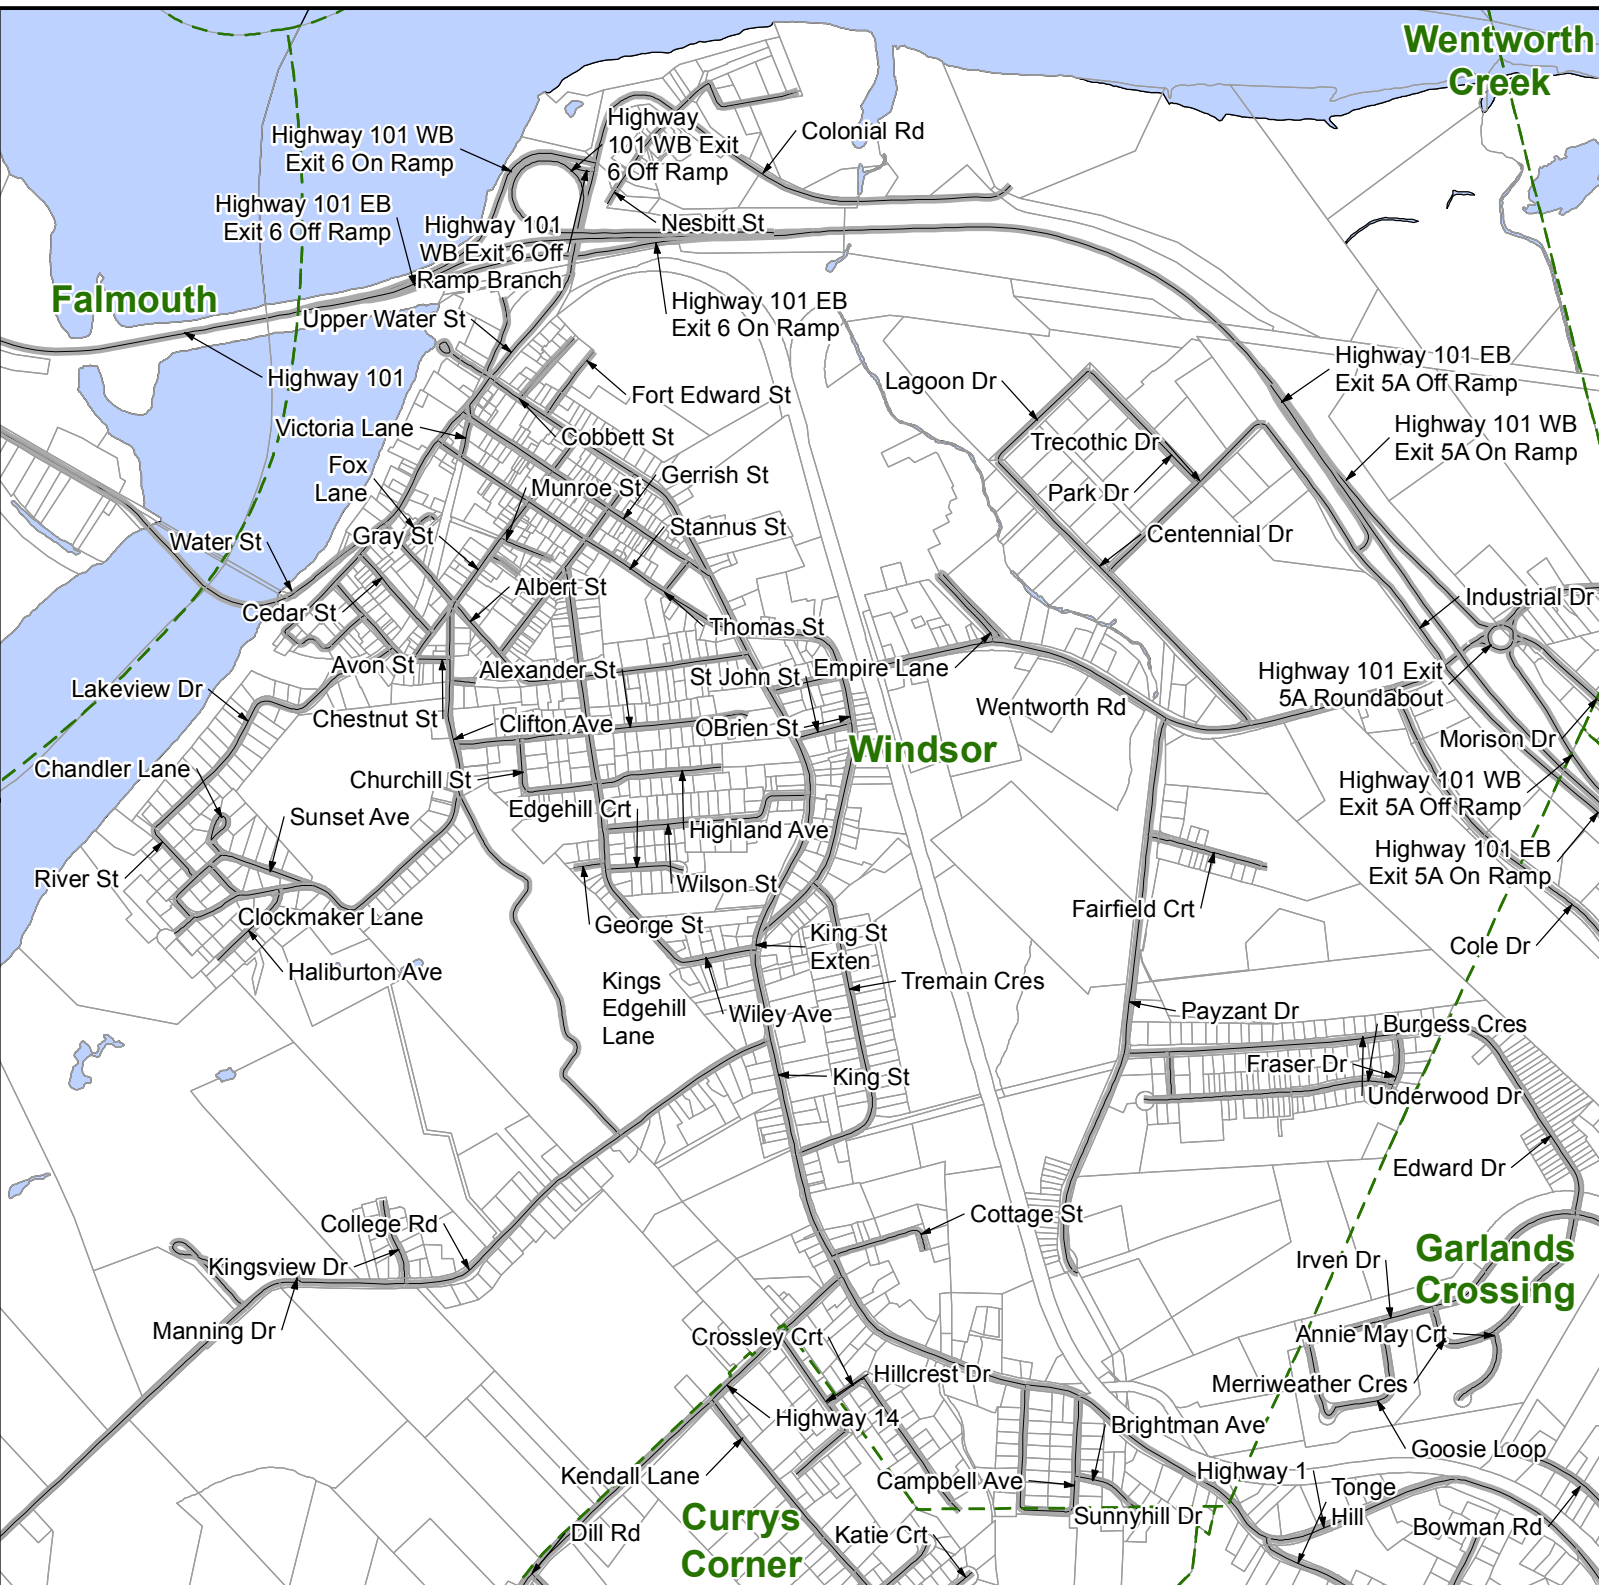 Wentworth
Creek
Highway 101 WB
Exit 6 On Ramp
Highway
101 WB Exit
6 Off Ramp
Colonial Rd
Highway 101 EB
Exit 6 Off Ramp
Highway 101
WB Exit 6 Off
Ramp Branch
Nesbitt St
Falmouth
Upper Water St
Highway 101 EB
Exit 6 On Ramp
Highway 101
Fort Edward St
Lagoon Dr
Highway 101 EB
Exit 5A Off Ramp
Victoria Lane
Cobbett St
Trecothic Dr
Highway 101 WB
Exit 5A On Ramp
Fox
Lane
Munroe St
Gerrish St
Park Dr
Water St
Gray St
Stannus St
Centennial Dr
Cedar St
Albert St
Industrial Dr
Thomas St
Avon St
Alexander St
St John St
Empire Lane
Highway 101 Exit
5A Roundabout
Lakeview Dr
Chestnut St
Clifton Ave
OBrien St
Wentworth Rd
Windsor
Morison Dr
Chandler Lane
Churchill St
Highway 101 WB
Exit 5A Off Ramp
Sunset Ave
Edgehill Crt
Highland Ave
River St
Wilson St
Highway 101 EB
Exit 5A On Ramp
Clockmaker Lane
George St
Fairfield Crt
King St
Exten
Cole Dr
Haliburton Ave
Kings
Edgehill
Lane
Tremain Cres
Wiley Ave
Payzant Dr
Burgess Cres
King St
Fraser Dr
Underwood Dr
Edward Dr
College Rd
Cottage St
Kingsview Dr
Irven Dr
Garlands
Crossing
Manning Dr
Crossley Crt
Annie May Crt
Hillcrest Dr
Merriweather Cres
Highway 14
Brightman Ave
Goosie Loop
Kendall Lane
Campbell Ave
Highway 1
Tonge
Hill
Currys
Corner
Dill Rd
Katie Crt
Sunnyhill Dr
Bowman Rd